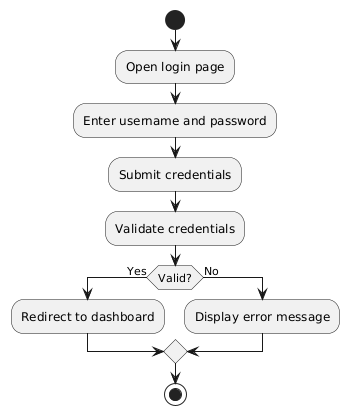 Open login page
Enter username and password
Submit credentials
Validate credentials
Yes
Valid?
No
Redirect to dashboard
Display error message